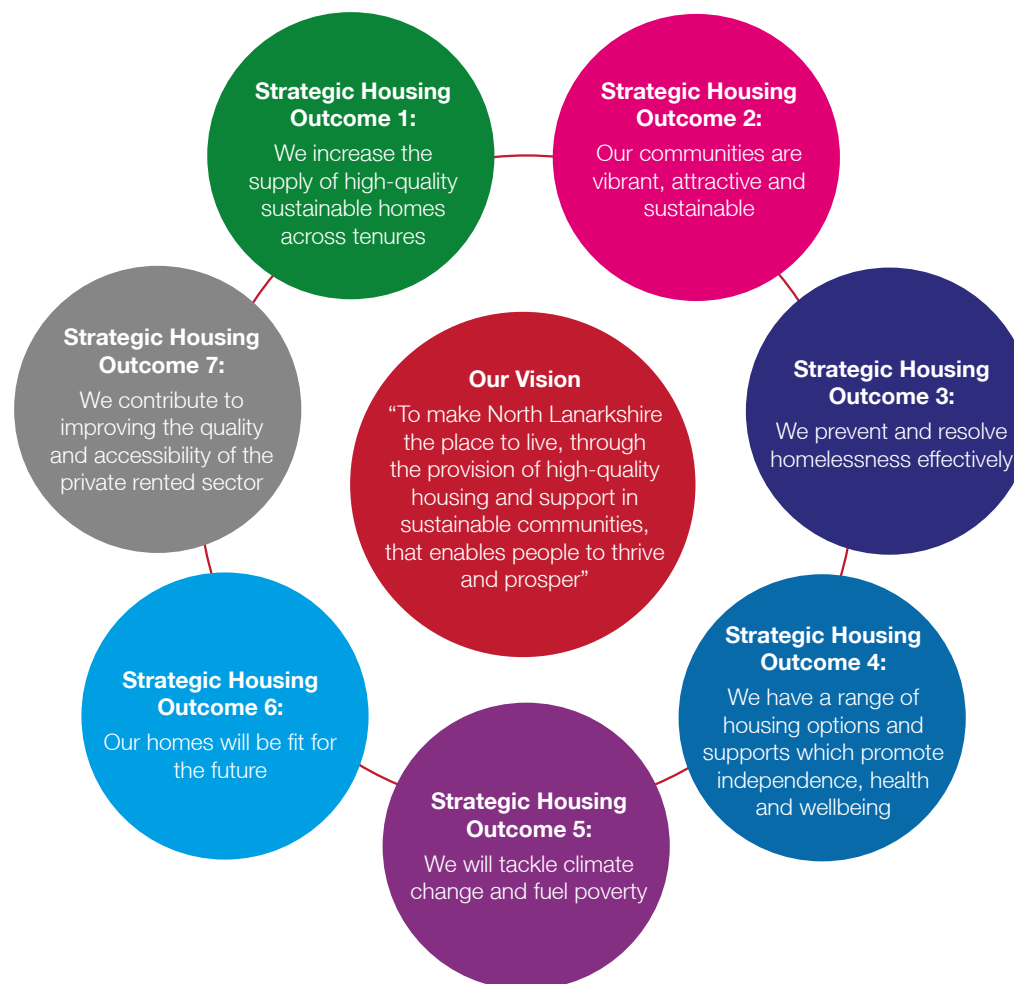 Strategic Housing
Outcome 1:
We increase the
supply of high-quality
sustainable homes
across tenures
Strategic Housing
Outcome 2:
Our communities are
vibrant, attractive and
sustainable
Strategic Housing
Outcome 3:
We prevent and resolve
homelessness effectively
Strategic Housing
Outcome 4:
We have a range of
housing options and
supports which promote
independence, health
and wellbeing
Strategic Housing
Outcome 5:
We will tackle climate
change and fuel poverty
Strategic Housing
Outcome 6:
Our homes will be fit for
the future
Strategic Housing
Outcome 7:
We contribute to
improving the quality
and accessibility of the
private rented sector
Our Vision
“To make North Lanarkshire
the place to live, through
the provision of high-quality
housing and support in
sustainable communities,
that enables people to thrive
and prosper”